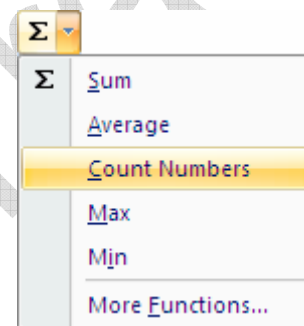 Σ
Σ Sum
Average
Count Numbers
Max
Min
More Functions...